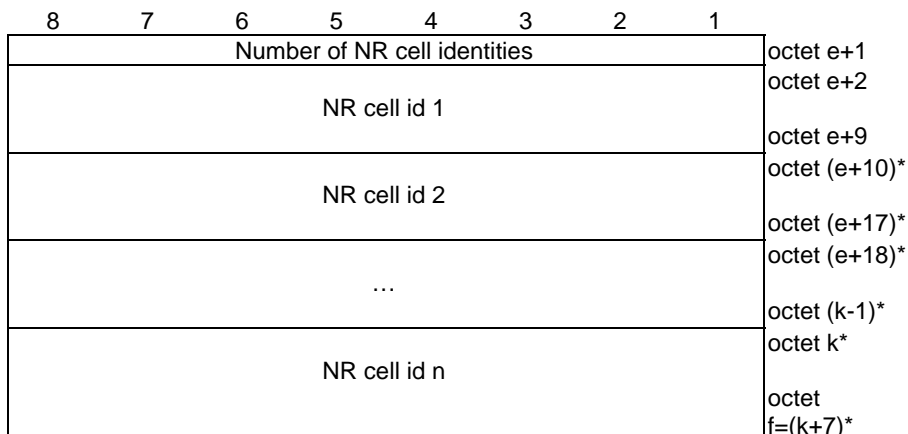 8 7 6 5 4 3 2 1
Number of NR cell identities octet e+1
octet e+2
NR cell id 1
octet e+9
octet (e+10)*
NR cell id 2
octet (e+17)*
octet (e+18)*
…
octet (k-1)*
octet k*
NR cell id n
octet
f=(k+7)*